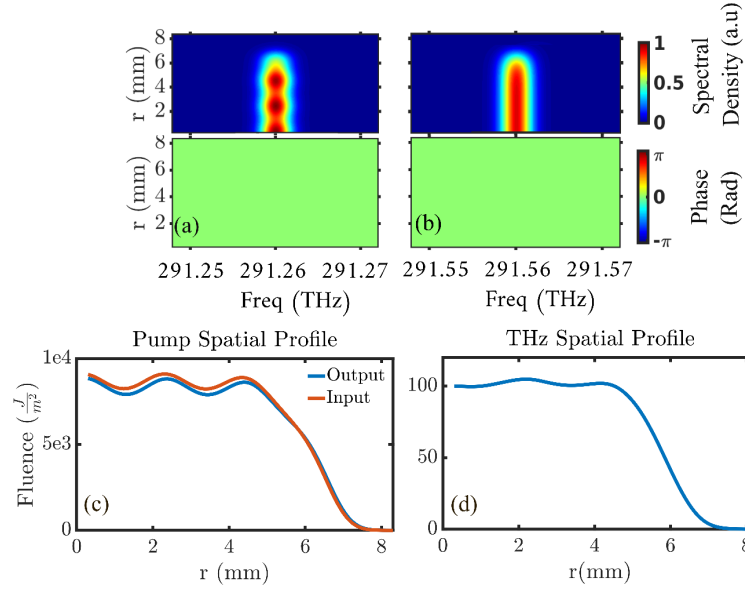 8
6
4
2
r (mm)
1
0.5
0
Spectral
Density (a.u)
8
6
4
2
r (mm)
(a)
(b)
π
0
-π
Phase
(Rad)
291.25 291.26 291.27
Freq (THz)
291.55 291.56 291.57
Freq (THz)
Pump Spatial Profile
1e4
5e3
0
Fluence (J/m²)
Output
Input
(c)
0 2 4 6 8
r (mm)
THz Spatial Profile
100
50
0
(d)
0 2 4 6 8
r(mm)